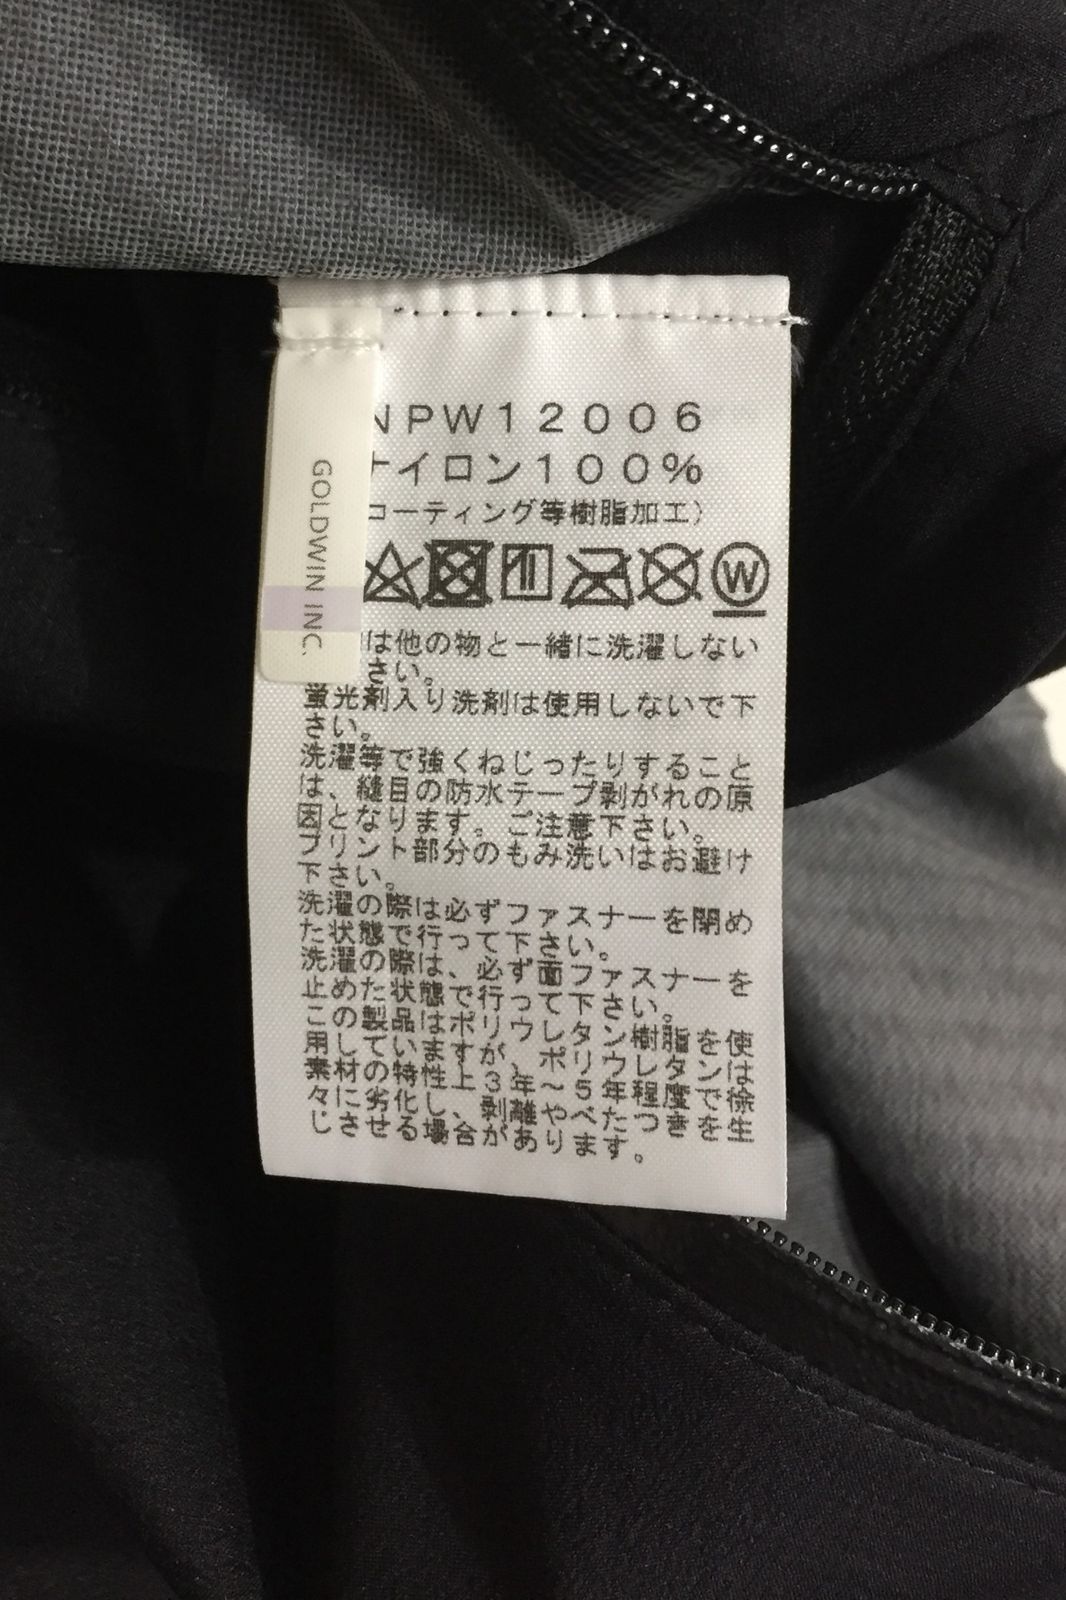 NPW12006
ナイロン100%
コーティング等樹脂加工)
W
GOLDWIN INC.
は他の物と一緒に洗濯しない
さい。
蛍光剤入り洗剤は使用しないで下
さい。
洗濯等で強くねじったりすること
は、縫目の防水テープ剥がれの原
因となります。ご注意下さい。
プリント部分のもみ洗いはお避け
下さい。
洗濯の際は必ずファスナーを閉め
た状態で行って下さい。
洗濯の際は、必ず面ファスナーを
止めた状態で行って下さい。
この製品はポリウレタン樹脂を使
用していますが、ポリウレタンは
素材の特性上、3~5年程度で徐
々に劣化し、剥離やべたつきを生
じさせる場合があります。